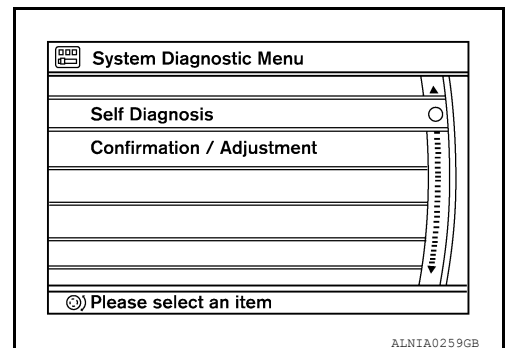 System Diagnostic Menu
Self Diagnosis
Confirmation / Adjustment
Please select an item
ALNIA0259GB